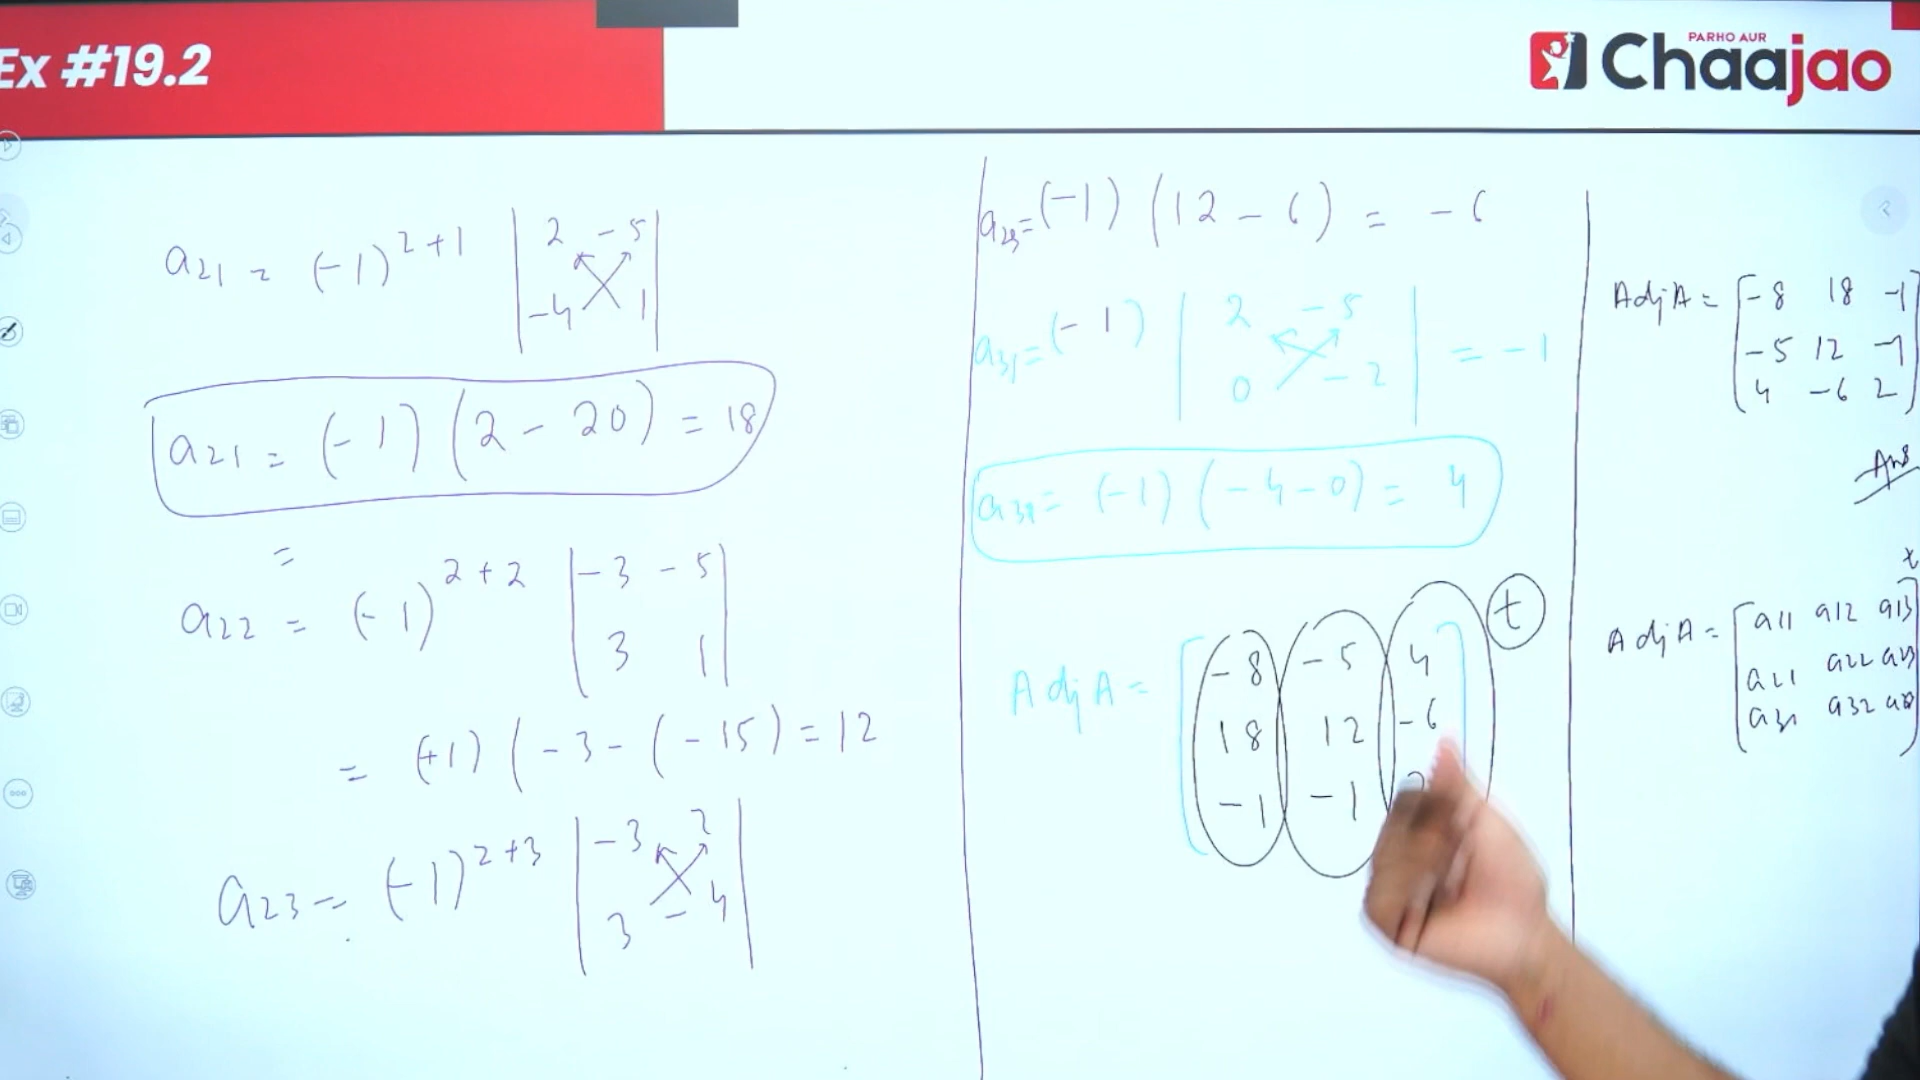 Ex #19.2
PARHO AUR
Chaajao
a21 = (-1)^2+1 | 2 -5
-4 1 |
a21 = (-1) (2 - 20) = 18
=
a22 = (-1)^2+2 | -3 -5
3 1 |
= (+1) (-3 - (-15) = 12
a23 = (-1)^2+3 | -3 2
3 -4 |
a23 = (-1) (12 - 6) = -6
a31 = (-1) | 2 -5
0 -2 | = -1
= (-1) (-4 - 0) = 4
Adj A = [ -8 -5 4
18 12 -6
-1 -1 ] t
Adj A = [ -8 18 -1
-5 12 -1
4 -6 2 ]
Ans
t
Adj A = [ a11 a12 a13
a21 a22 a23
a31 a32 ]